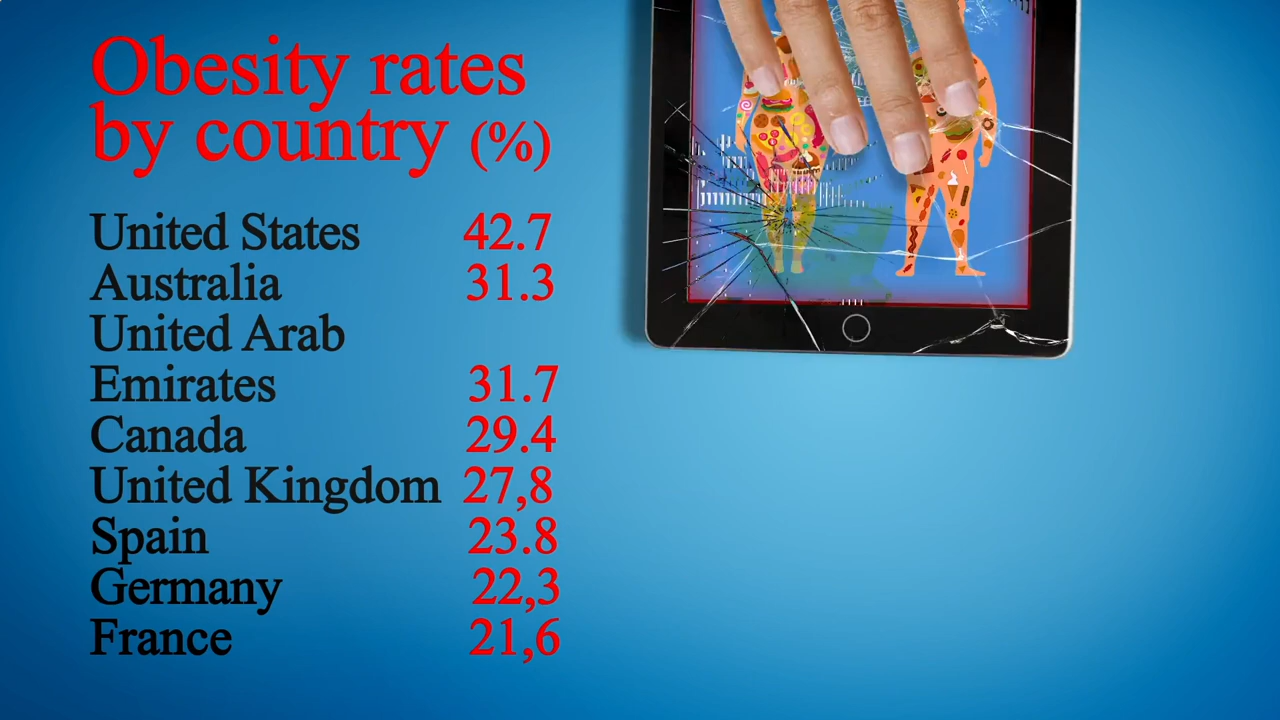 Obesity rates
by country (%)
United States 42.7
Australia 31.3
United Arab
Emirates 31.7
Canada 29.4
United Kingdom 27,8
Spain 23.8
Germany 22,3
France 21,6